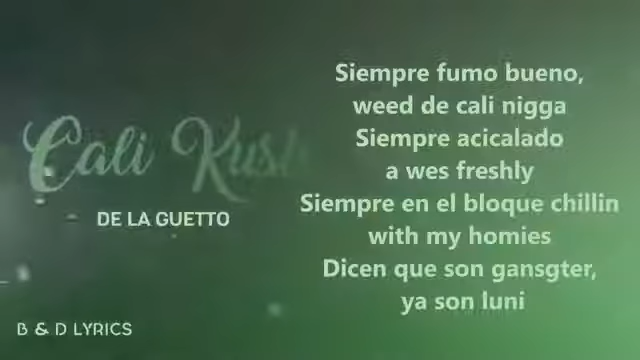 Cali Kush
DE LA GUETTO
B & D LYRICS
Siempre fumo bueno,
weed de cali nigga
Siempre acicalado
a wes freshly
Siempre en el bloque chillin
with my homies
Dicen que son gansgter,
ya son luni